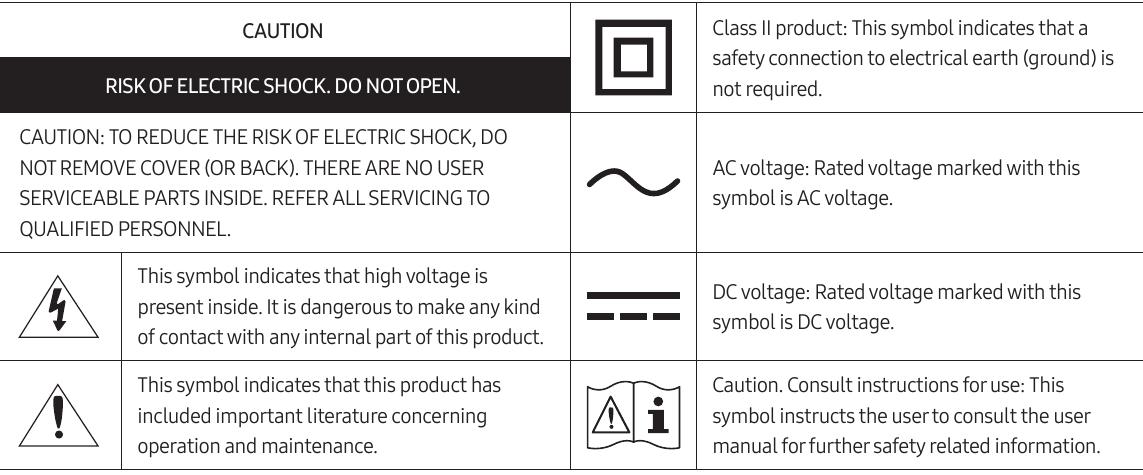 CAUTION
RISK OF ELECTRIC SHOCK. DO NOT OPEN.
CAUTION: TO REDUCE THE RISK OF ELECTRIC SHOCK, DO
NOT REMOVE COVER (OR BACK). THERE ARE NO USER
SERVICEABLE PARTS INSIDE. REFER ALL SERVICING TO
QUALIFIED PERSONNEL.
This symbol indicates that high voltage is
present inside. It is dangerous to make any kind
of contact with any internal part of this product.
This symbol indicates that this product has
included important literature concerning
operation and maintenance.
Class II product: This symbol indicates that a
safety connection to electrical earth (ground) is
not required.
AC voltage: Rated voltage marked with this
symbol is AC voltage.
DC voltage: Rated voltage marked with this
symbol is DC voltage.
Caution. Consult instructions for use: This
symbol instructs the user to consult the user
manual for further safety related information.